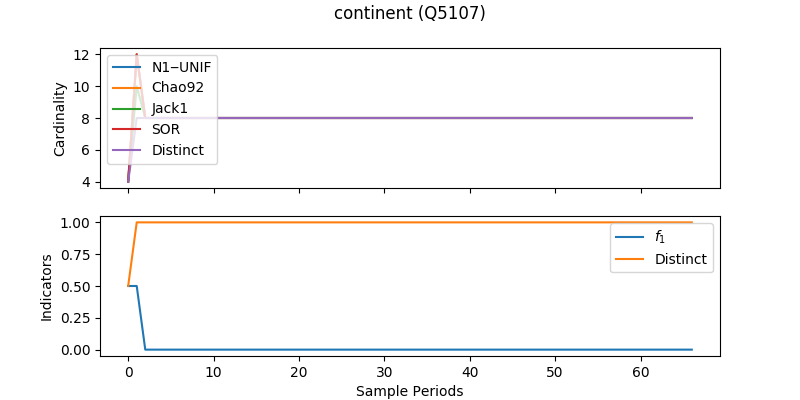 continent (Q5107)
Cardinality
12
10
8
6
4
N1−UNIF
Chao92
Jack1
SOR
Distinct
Indicators
1.00
0.75
0.50
0.25
0.00
f₁
Distinct
0 10 20 30 40 50 60
Sample Periods